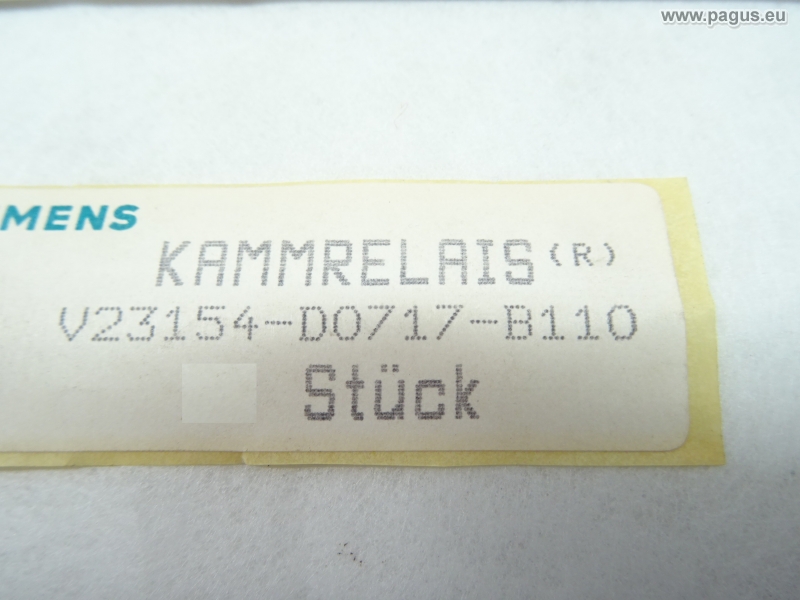 www.pagus.eu
MENS
KAMMRELAIS(R)
V23154-D0717-B110
Stück